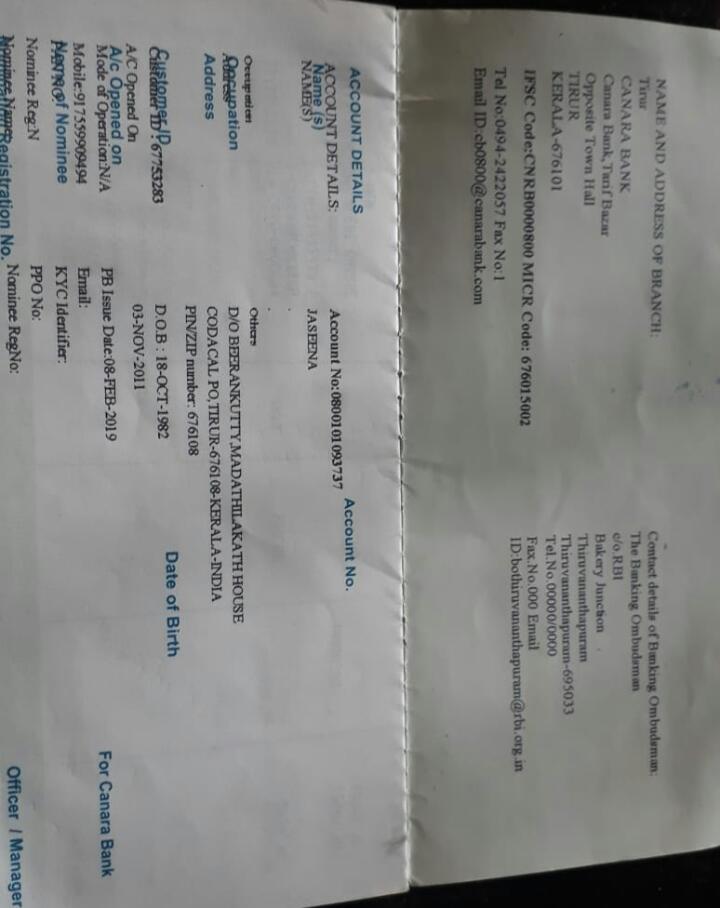 NAME AND ADDRESS OF BRANCH:
Tirur
CANARA BANK
Canara Bank,Tarif Bazar
Opposite Town Hall
TIRUR
KERALA-676101
IFSC Code:CNRB0000800 MICR Code: 676015002
Tel No:0494-2422057 Fax No:1
Email ID:cb0800@canarabank.com
Contact details of Banking Ombudsman:
The Banking Ombudsman
c/o.RBI
Bakery Junction
Thiruvananthapuram
Thiruvananthapuram-695033
Tel.No.00000/0000
Fax.No.000 Email
ID:bothiruvananthapuram@rbi.org.in
ACCOUNT DETAILS
Account No.
ACCOUNT DETAILS: Account No:0800101093737
Name (s)
NAME(S) JASEENA
Occupation Others
Occupation
Address D/O BEERANKUTTY,MADATHILAKATH HOUSE
Address
CODACAL PO,TIRUR-676108-KERALA-INDIA
PIN/ZIP number: 676108
Customer ID
Date of Birth
Customer ID : 67753283 D.O.B : 18-OCT-1982
A/C Opened On 03-NOV-2011
A/c Opened on
Mode of Operation:N/A PB Issue Date:08-FEB-2019
For Canara Bank
Mobile:917559909494 Email:
Name of Nominee
KYC Identifier:
Nominee Reg:N PPO No:
Nominee Name: Nominee RegNo:
Nomination Registration No.
Officer / Manager